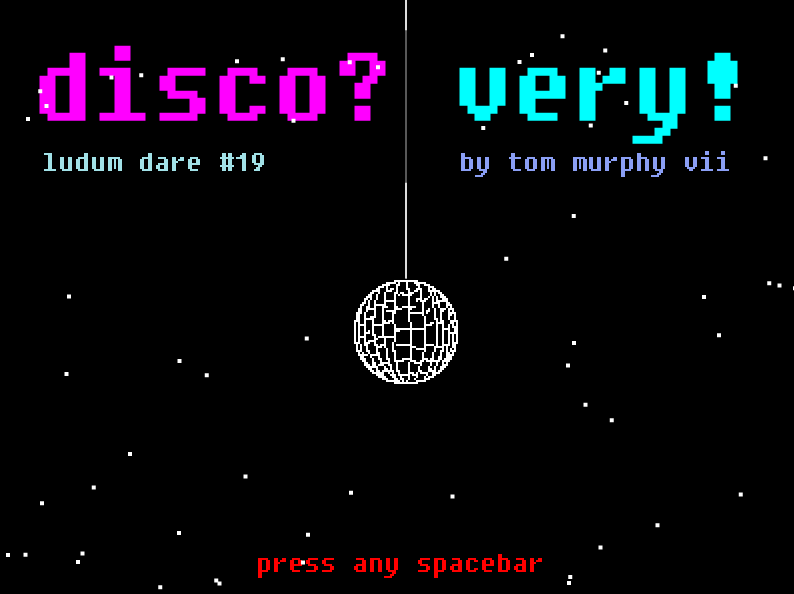 disco? very!
ludum dare #19 by tom murphy vii
press any spacebar